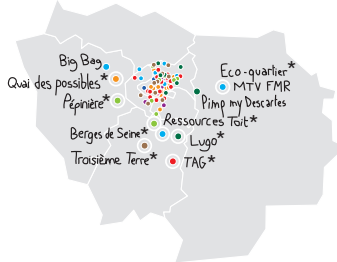 Big Bag
Quai des possibles*
Pépinière*
Eco-quartier*
MTV FMR
Pimp my Descartes
Ressources Toit*
Berges de Seine*
Lugo*
Troisième Terre*
TAG*